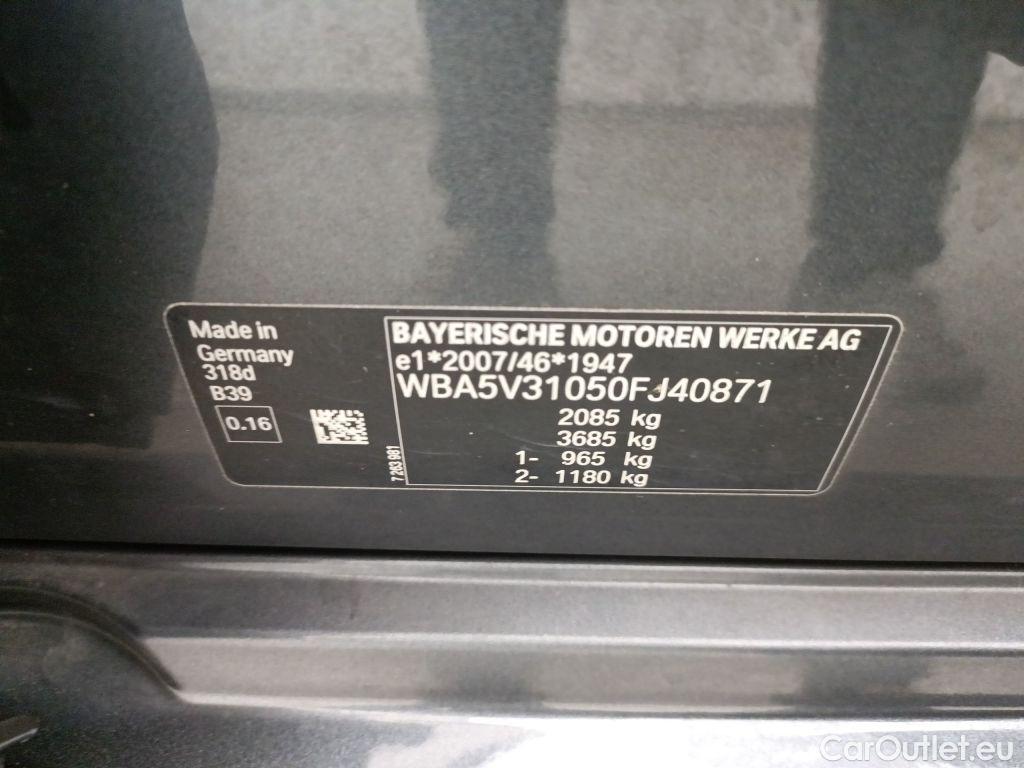 Made in
Germany
318d
B39
0.16
7 263 981
BAYERISCHE MOTOREN WERKE AG
e1*2007/46*1947
WBA5V31050FJ40871
2085 kg
3685 kg
1- 965 kg
2- 1180 kg
CarOutlet.eu